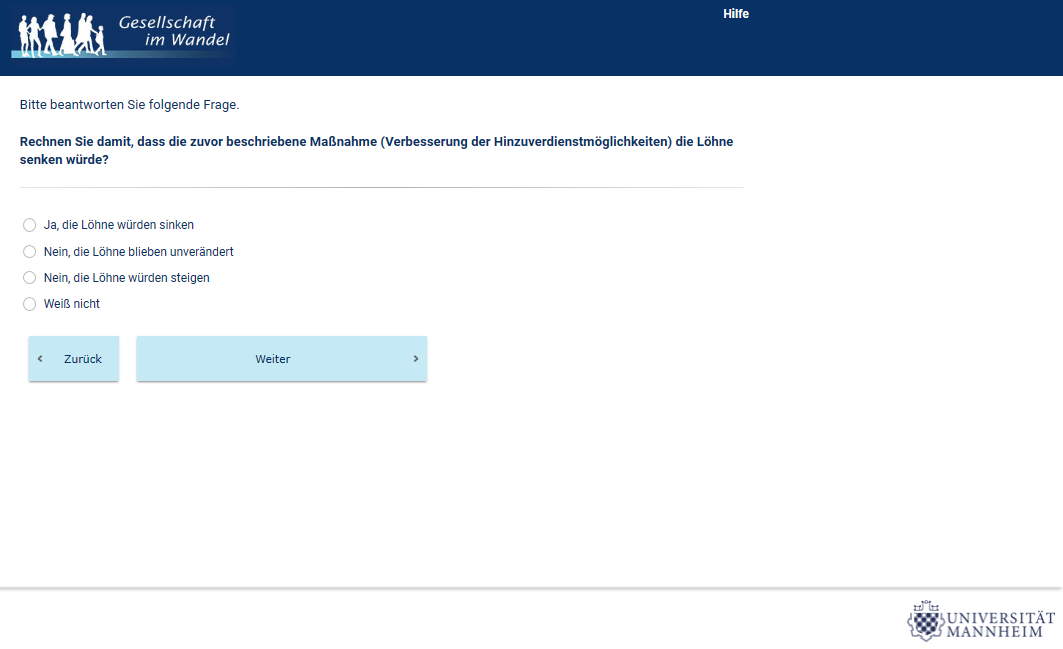 Gesellschaft
im Wandel
Hilfe
Bitte beantworten Sie folgende Frage.
Rechnen Sie damit, dass die zuvor beschriebene Maßnahme (Verbesserung der Hinzuverdienstmöglichkeiten) die Löhne
senken würde?
Ja, die Löhne würden sinken
Nein, die Löhne blieben unverändert
Nein, die Löhne würden steigen
Weiß nicht
‹ Zurück
Weiter ›
UNIVERSITÄT
MANNHEIM